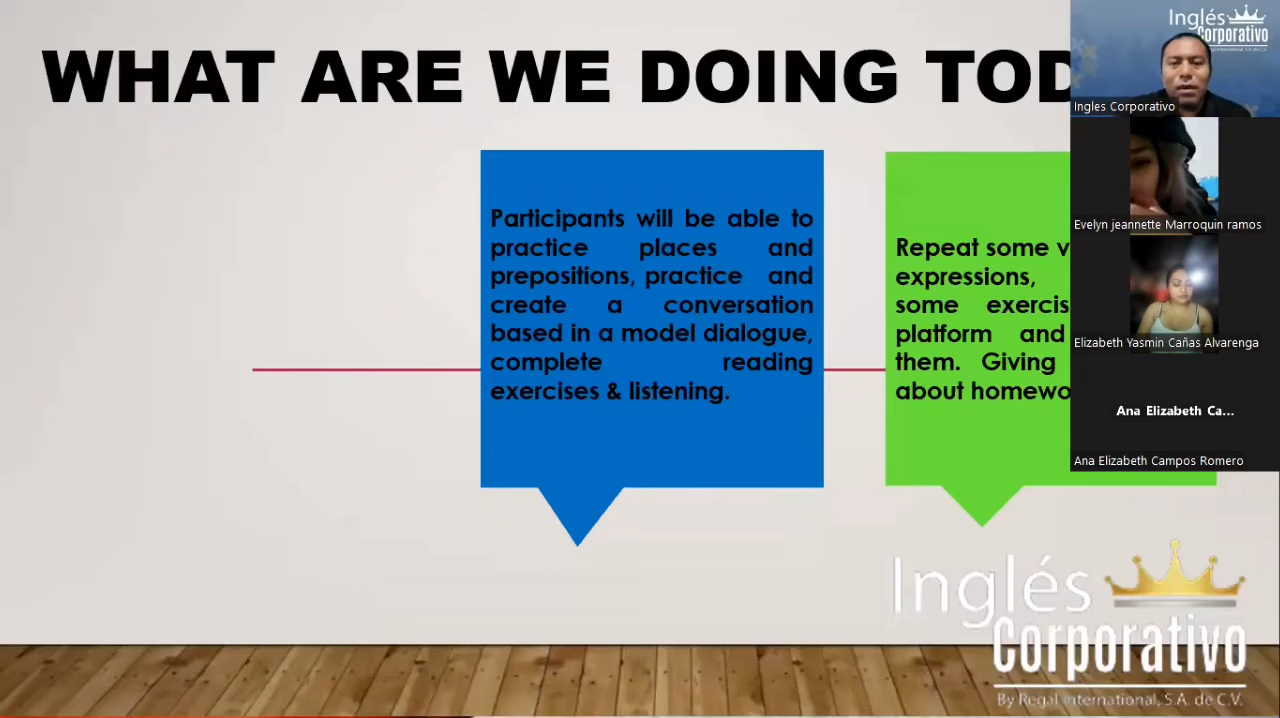 WHAT ARE WE DOING TOD
Participants will be able to
practice places and
prepositions, practice and
create a conversation
based in a model dialogue,
complete reading
exercises & listening.
Repeat some v
expressions,
some exercis
platform and
them. Giving
about homewo
Inglés
Corporativo
By Regal International, S.A. de C.V.
Inglés
Corporativo
Ingles Corporativo
Evelyn jeannette Marroquin ramos
Elizabeth Yasmin Cañas Alvarenga
Ana Elizabeth Ca...
Ana Elizabeth Campos Romero